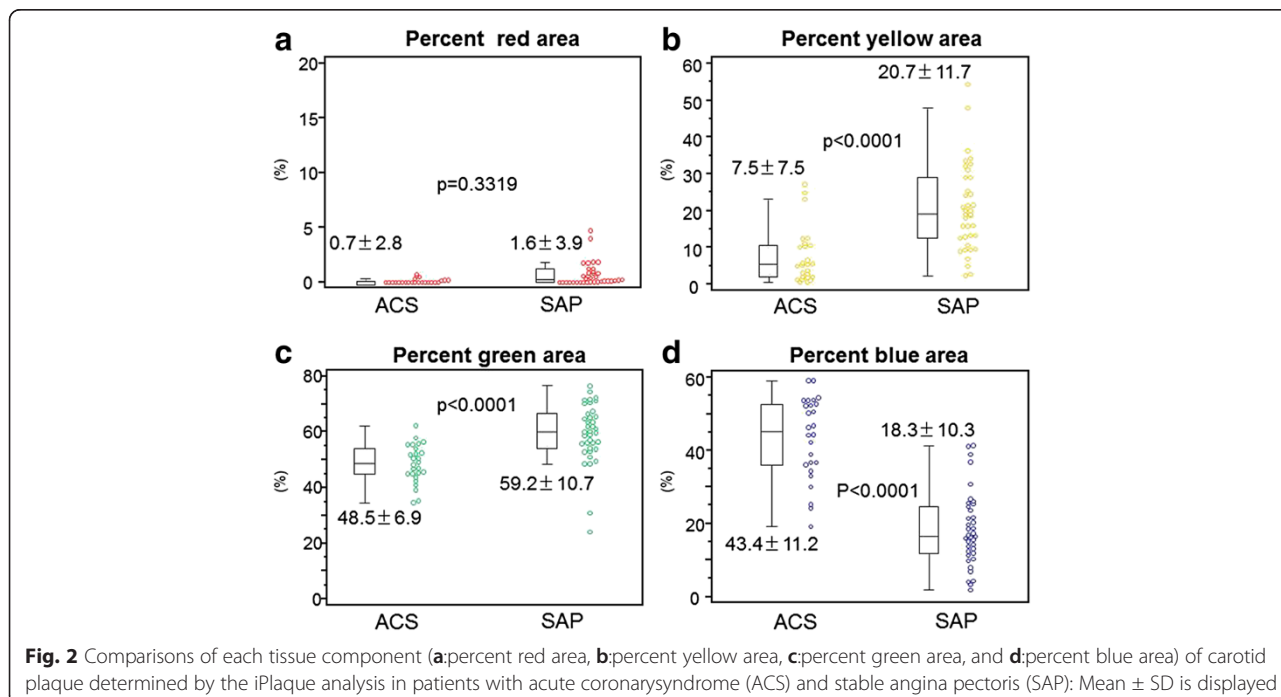 a Percent red area
20
15
10
5
0
(%)
p=0.3319
0.7±2.8
1.6±3.9
ACS SAP
b Percent yellow area
60
50
40
30
20
10
0
(%)
20.7±11.7
p<0.0001
7.5±7.5
ACS SAP
c Percent green area
80
60
40
20
0
(%)
p<0.0001
48.5±6.9
59.2±10.7
ACS SAP
d Percent blue area
60
40
20
0
(%)
18.3±10.3
P<0.0001
43.4±11.2
ACS SAP
Fig. 2 Comparisons of each tissue component (a:percent red area, b:percent yellow area, c:percent green area, and d:percent blue area) of carotid
plaque determined by the iPlaque analysis in patients with acute coronarysyndrome (ACS) and stable angina pectoris (SAP): Mean ± SD is displayed